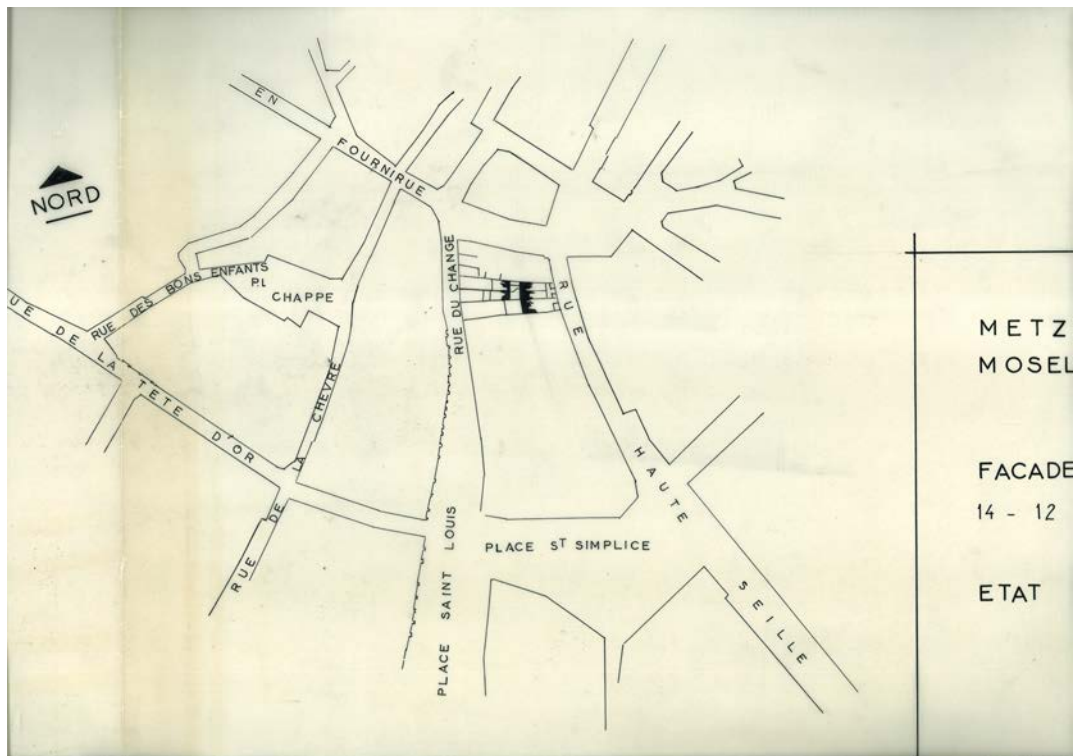 NORD
EN FOURNIRUE
RUE DES BONS ENFANTS
PL
CHAPPE
UE DE LA TETE D'OR
RUE DE LA CHEVRE
RUE DU CHANGE
RUE HAUTE SEILLE
PLACE ST SIMPLICE
PLACE SAINT LOUIS
METZ
MOSEL
FACADE
14 - 12
ETAT